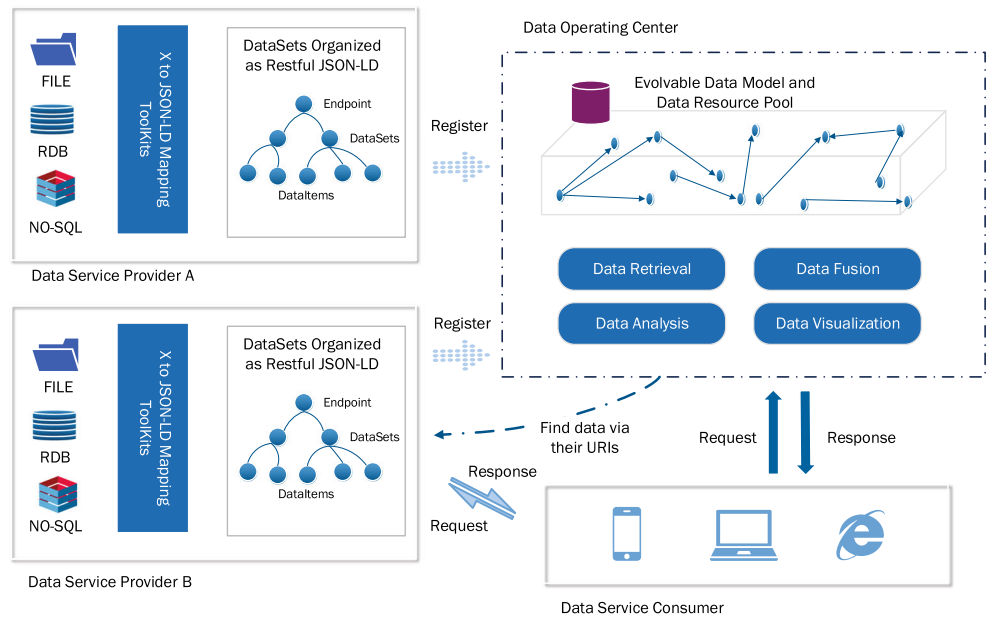 FILE
RDB
NO-SQL
X to JSON-LD Mapping
ToolKits
DataSets Organized
as Restful JSON-LD
Endpoint
DataSets
DataItems
Data Service Provider A
Register
Data Operating Center
Evolvable Data Model and
Data Resource Pool
Data Retrieval
Data Fusion
Data Analysis
Data Visualization
FILE
RDB
NO-SQL
X to JSON-LD Mapping
ToolKits
DataSets Organized
as Restful JSON-LD
Endpoint
DataSets
DataItems
Data Service Provider B
Register
Find data via
their URIs
Response
Request
Request
Response
Data Service Consumer